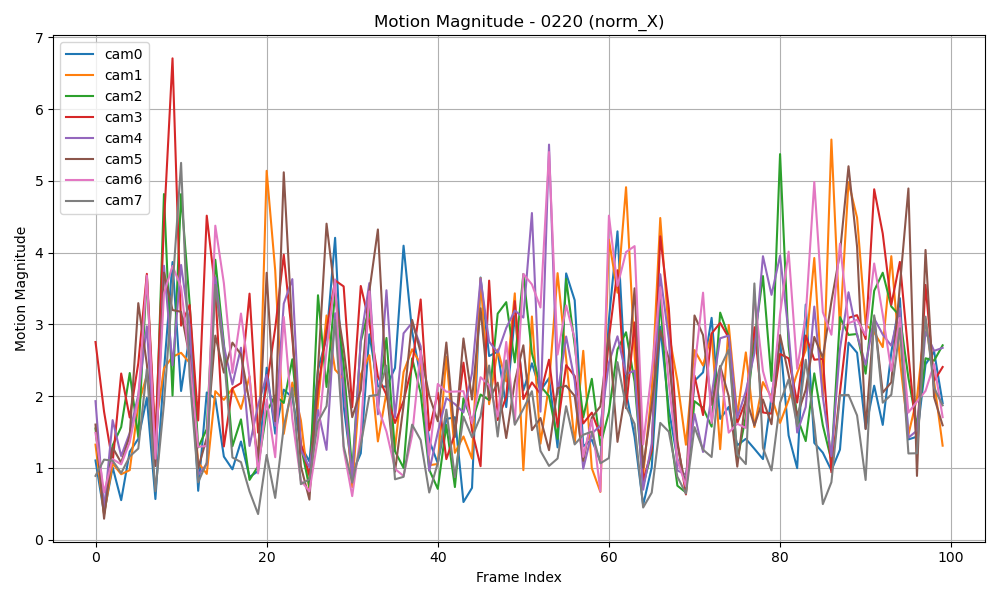 Motion Magnitude - 0220 (norm_X)
7
6
5
4
3
2
1
0
Motion Magnitude
cam0
cam1
cam2
cam3
cam4
cam5
cam6
cam7
0 20 40 60 80 100
Frame Index